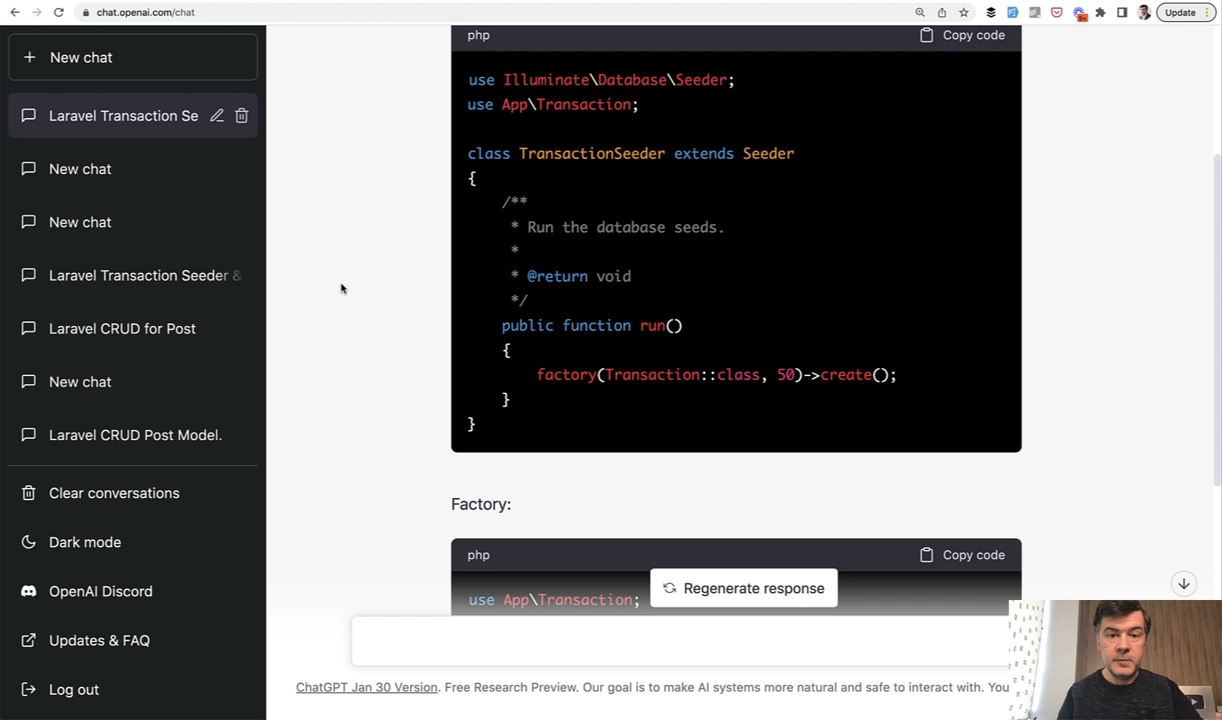 chat.openai.com/chat
9+
Update
New chat
Laravel Transaction Se
New chat
New chat
Laravel Transaction Seeder &
Laravel CRUD for Post
New chat
Laravel CRUD Post Model.
Clear conversations
Dark mode
OpenAI Discord
Updates & FAQ
Log out
php
Copy code
use Illuminate\Database\Seeder;
use App\Transaction;
class TransactionSeeder extends Seeder
{
/**
* Run the database seeds.
*
* @return void
*/
public function run()
{
factory(Transaction::class, 50)->create();
}
}
Factory:
php
Copy code
use App\Transaction;
Regenerate response
ChatGPT Jan 30 Version. Free Research Preview. Our goal is to make AI systems more natural and safe to interact with. You